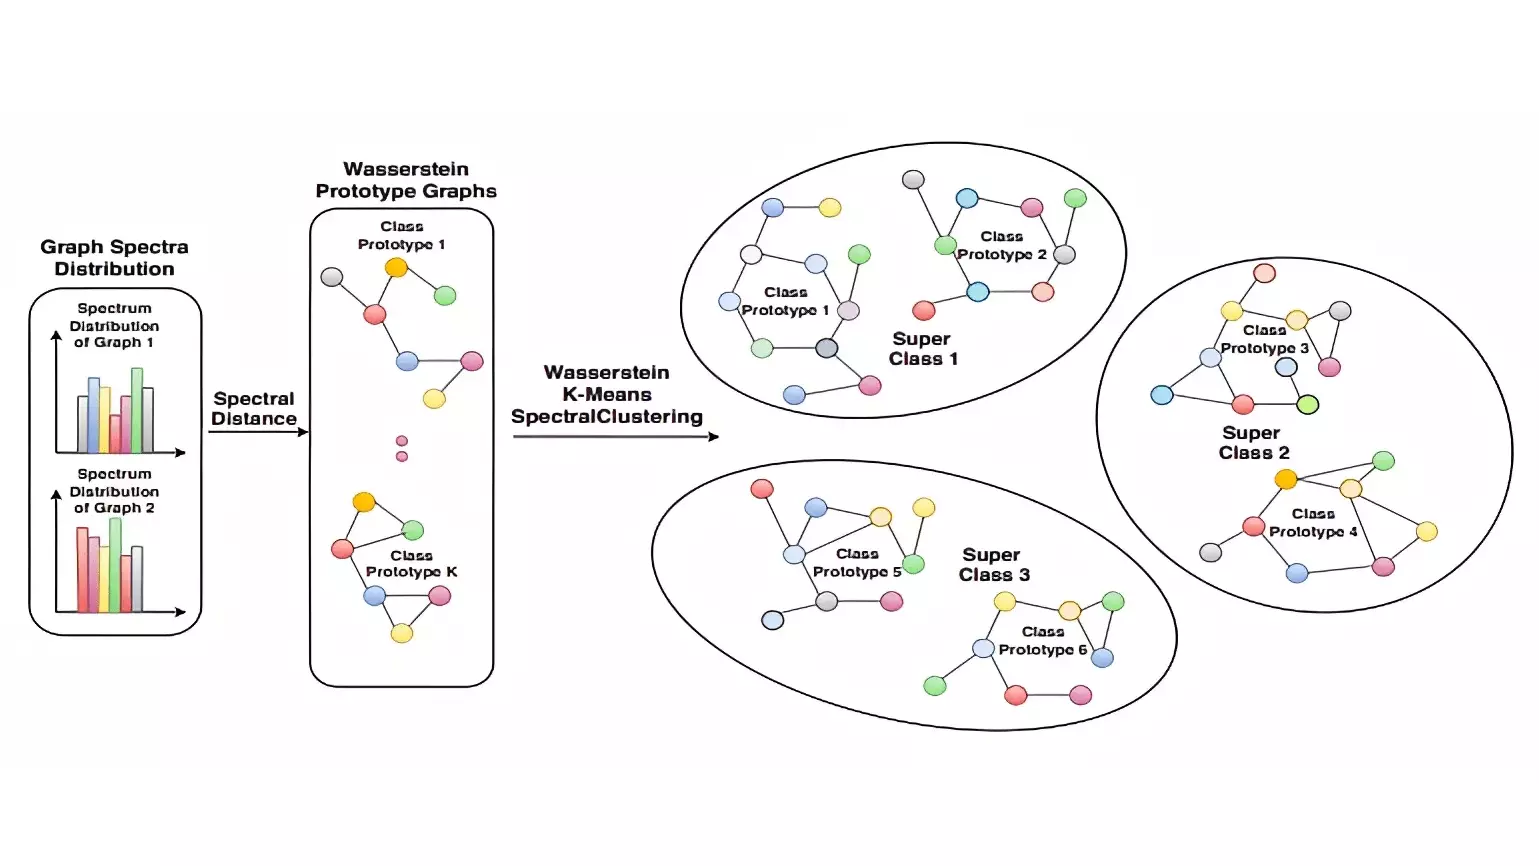 Graph Spectra
Distribution
Spectrum
Distribution
of Graph 1
Spectrum
Distribution
of Graph 2
Spectral
Distance
Wasserstein
Prototype Graphs
Class
Prototype 1
Class
Prototype K
Wasserstein
K-Means
SpectralClustering
Class
Prototype 1
Class
Prototype 2
Super
Class 1
Class
Prototype 3
Super
Class 2
Class
Prototype 4
Class
Prototype 5
Super
Class 3
Class
Prototype 6